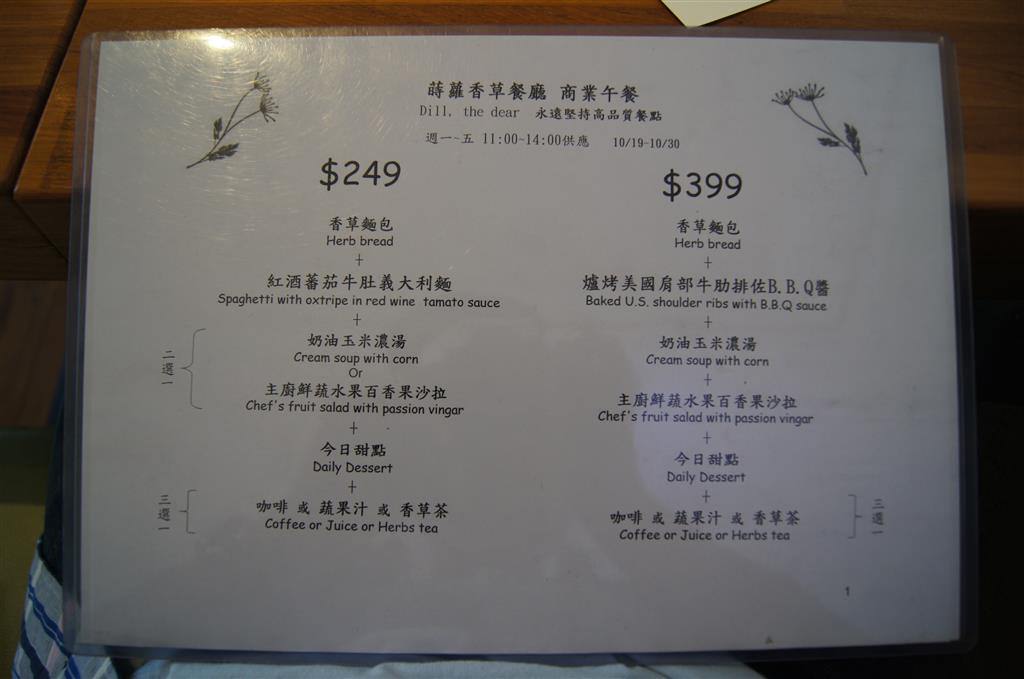 蒔蘿香草餐廳 商業午餐
Dill, the dear 永遠堅持高品質餐點
週一~五 11:00~14:00供應 10/19~10/30
$249
香草麵包
Herb bread
+
紅酒蕃茄牛肚義大利麵
Spaghetti with oxtripe in red wine tomato sauce
+
二選一
奶油玉米濃湯
Cream soup with corn
Or
主廚鮮蔬水果百香果沙拉
Chef's fruit salad with passion vingar
+
今日甜點
Daily Dessert
+
三選一
咖啡 或 蔬果汁 或 香草茶
Coffee or Juice or Herbs tea
$399
香草麵包
Herb bread
+
爐烤美國肩部牛肋排佐B.B.Q醬
Baked U.S. shoulder ribs with B.B.Q sauce
+
奶油玉米濃湯
Cream soup with corn
+
主廚鮮蔬水果百香果沙拉
Chef's fruit salad with passion vingar
+
今日甜點
Daily Dessert
+
咖啡 或 蔬果汁 或 香草茶
Coffee or Juice or Herbs tea
三選一
1